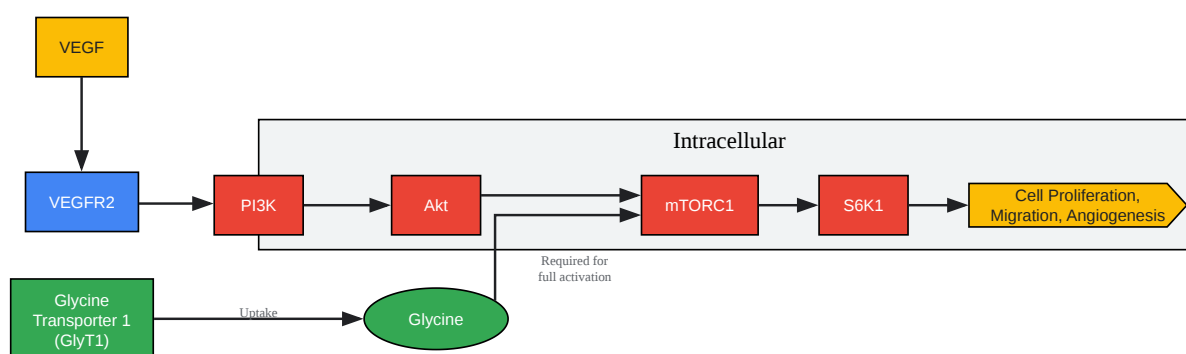 VEGF
Intracellular
VEGFR2
PI3K
Akt
mTORC1
S6K1
Cell Proliferation,
Migration, Angiogenesis
Required for
full activation
Glycine
Transporter 1
(GlyT1)
Uptake
Glycine